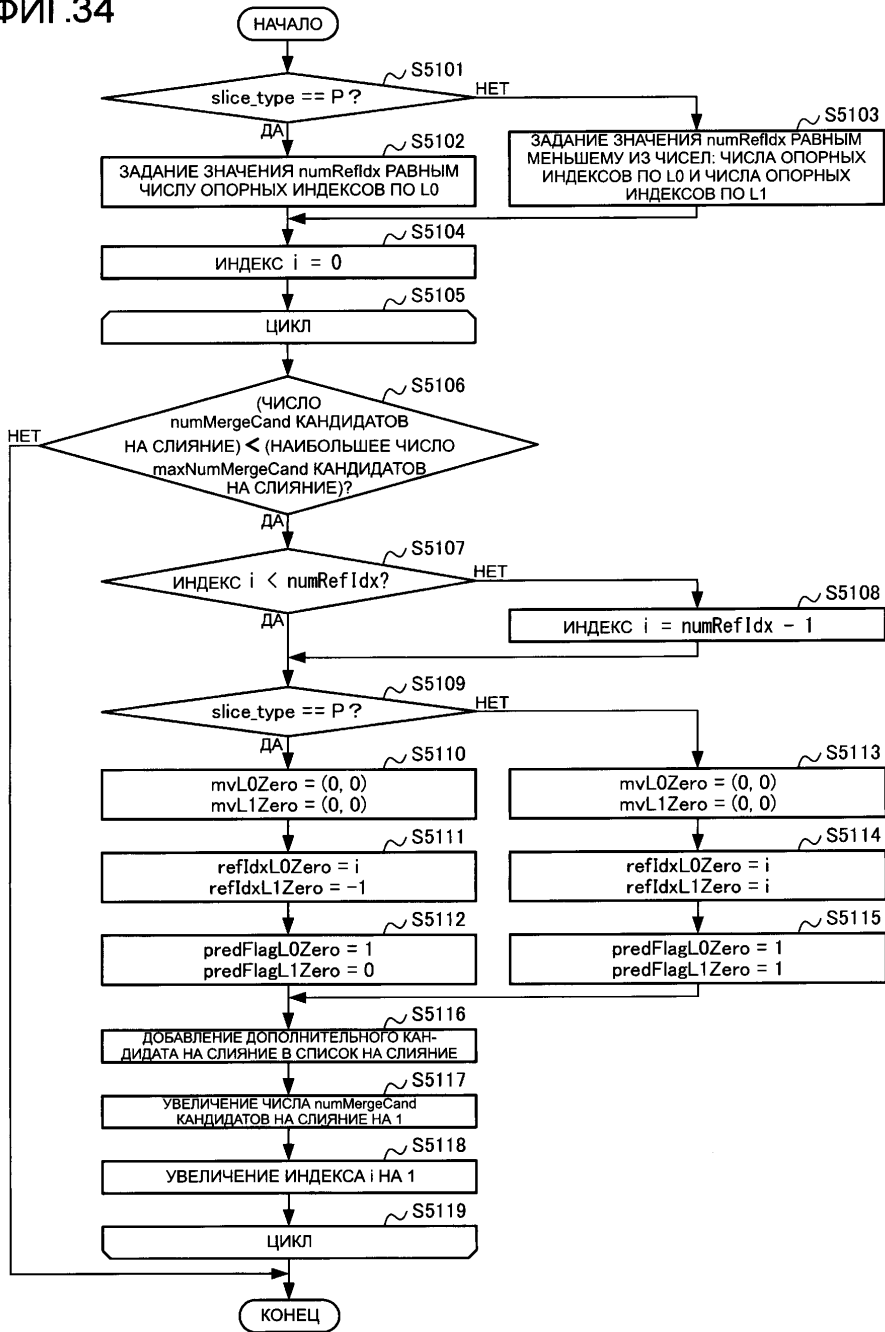 ФИГ.34
НАЧАЛО
S5101
slice_type == P ?
НЕТ
ДА
S5102
ЗАДАНИЕ ЗНАЧЕНИЯ numRefIdx РАВНЫМ
ЧИСЛУ ОПОРНЫХ ИНДЕКСОВ ПО L0
S5103
ЗАДАНИЕ ЗНАЧЕНИЯ numRefIdx РАВНЫМ
МЕНЬШЕМУ ИЗ ЧИСЕЛ: ЧИСЛА ОПОРНЫХ
ИНДЕКСОВ ПО L0 И ЧИСЛА ОПОРНЫХ
ИНДЕКСОВ ПО L1
S5104
ИНДЕКС i = 0
S5105
ЦИКЛ
S5106
(ЧИСЛО
numMergeCand КАНДИДАТОВ
НА СЛИЯНИЕ) < (НАИБОЛЬШЕЕ ЧИСЛО
maxNumMergeCand КАНДИДАТОВ
НА СЛИЯНИЕ)?
НЕТ
ДА
S5107
ИНДЕКС i < numRefIdx?
НЕТ
ДА
S5108
ИНДЕКС i = numRefIdx - 1
S5109
slice_type == P ?
НЕТ
ДА
S5110
mvL0Zero = (0, 0)
mvL1Zero = (0, 0)
S5113
mvL0Zero = (0, 0)
mvL1Zero = (0, 0)
S5111
refIdxL0Zero = i
refIdxL1Zero = -1
S5114
refIdxL0Zero = i
refIdxL1Zero = i
S5112
predFlagL0Zero = 1
predFlagL1Zero = 0
S5115
predFlagL0Zero = 1
predFlagL1Zero = 1
S5116
ДОБАВЛЕНИЕ ДОПОЛНИТЕЛЬНОГО КАН-
ДИДАТА НА СЛИЯНИЕ В СПИСОК НА СЛИЯНИЕ
S5117
УВЕЛИЧЕНИЕ ЧИСЛА numMergeCand
КАНДИДАТОВ НА СЛИЯНИЕ НА 1
S5118
УВЕЛИЧЕНИЕ ИНДЕКСА i НА 1
S5119
ЦИКЛ
КОНЕЦ